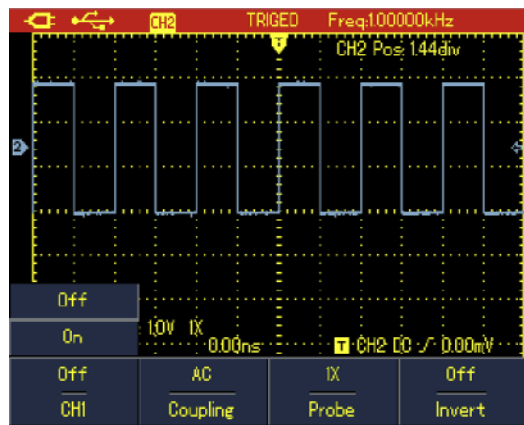 CH2 TRIGED Freq:1.00000kHz
T
CH2 Pos: 1.44div
2
Off
On
1.0V 1X
0.00ns T CH2 DC 0.00mV
Off AC 1X Off
CH1 Coupling Probe Invert